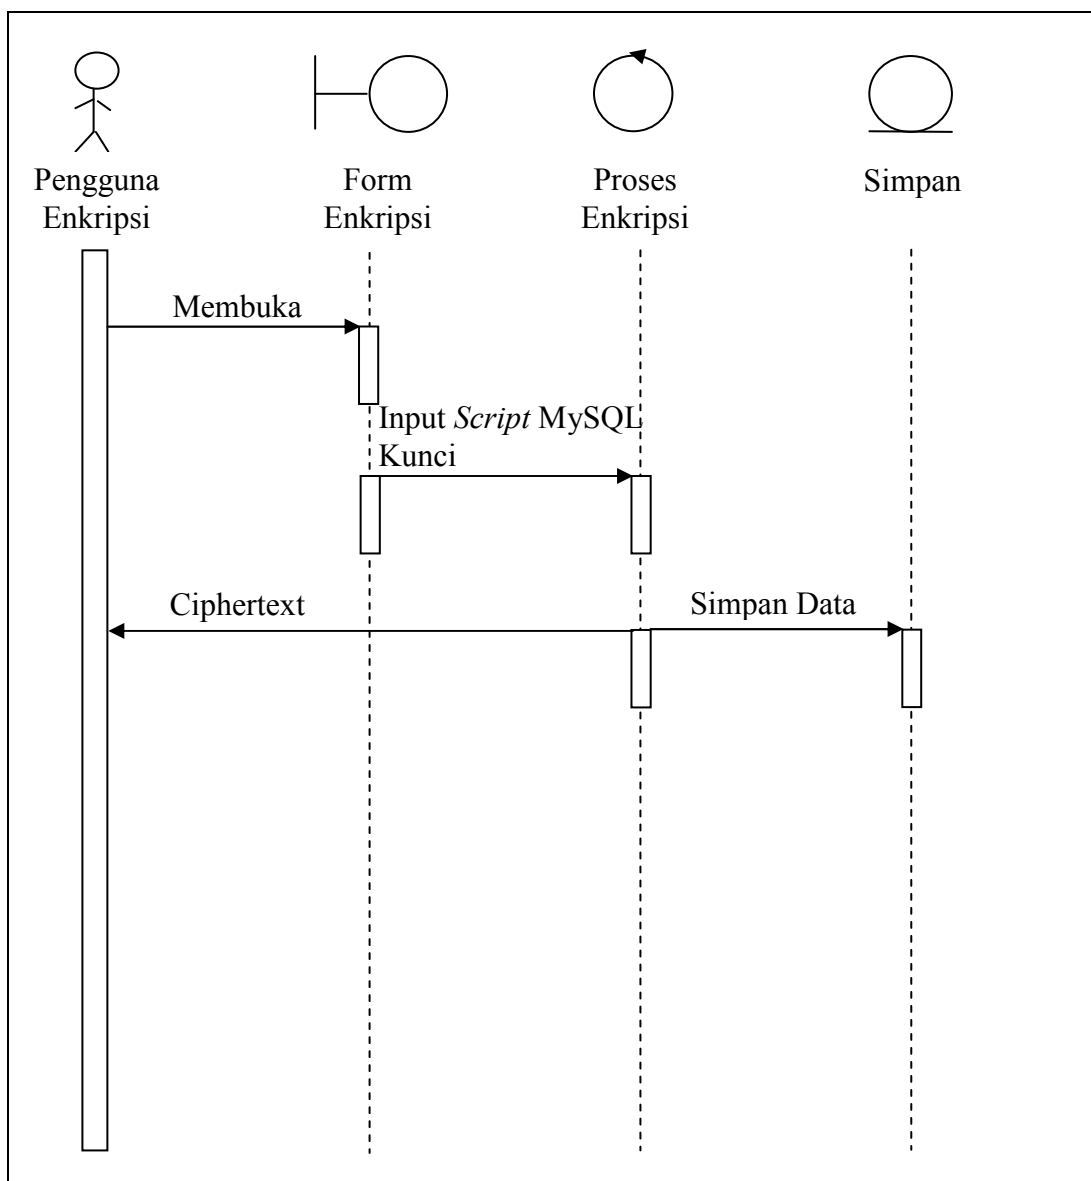 Pengguna
Enkripsi
Form
Enkripsi
Proses
Enkripsi
Simpan
Membuka
Input Script MySQL
Kunci
Ciphertext
Simpan Data